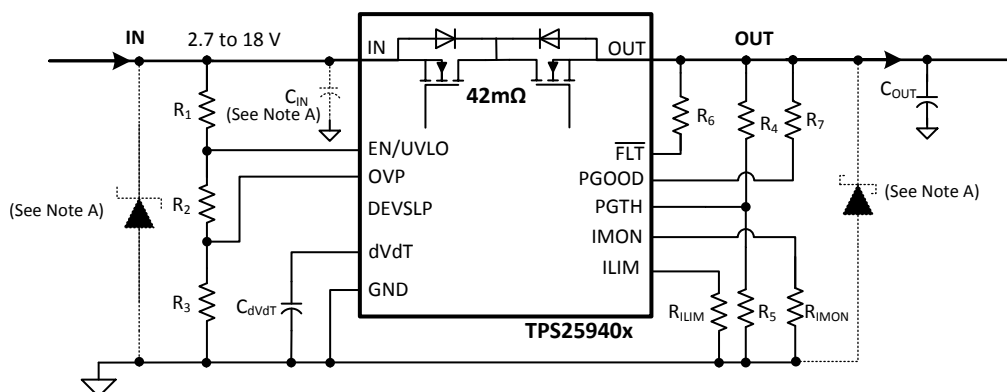 IN
2.7 to 18 V
IN
OUT
OUT
42mΩ
R1
CIN
(See Note A)
R6
R4
R7
COUT
EN/UVLO
FLT
OVP
PGOOD
(See Note A)
R2
DEVSLP
PGTH
(See Note A)
dVdT
IMON
GND
ILIM
R3
CdVdT
RILIM
R5
RIMON
TPS25940x